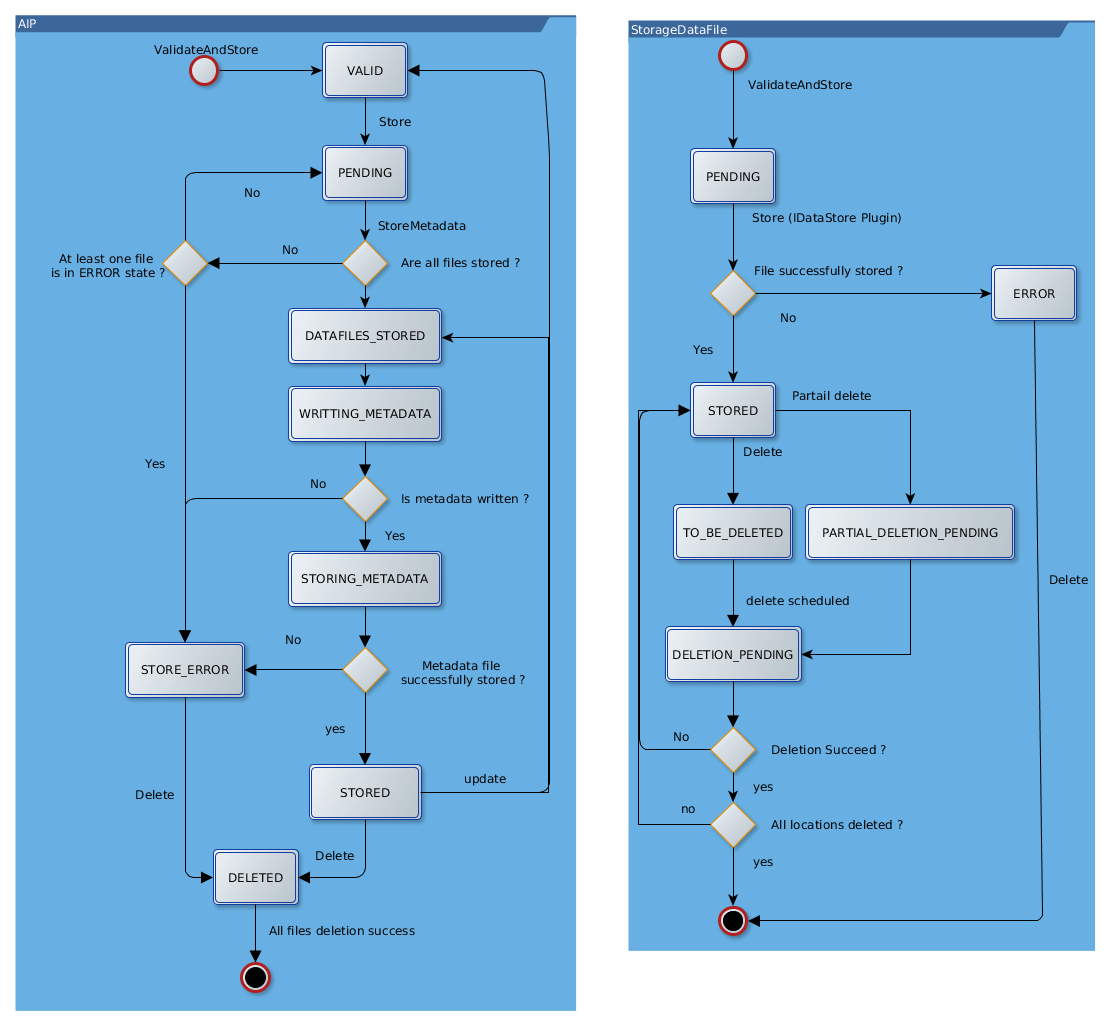 AIP
ValidateAndStore
VALID
Store
PENDING
No
StoreMetadata
No
Are all files stored ?
At least one file
is in ERROR state ?
DATAFILES_STORED
WRITTING_METADATA
Yes
No
Is metadata written ?
Yes
STORING_METADATA
No
STORE_ERROR
Metadata file
successfully stored ?
yes
update
STORED
Delete
Delete
DELETED
All files deletion success
StorageDataFile
ValidateAndStore
PENDING
Store (IDataStore Plugin)
File successfully stored ?
ERROR
No
Yes
Partail delete
STORED
Delete
TO_BE_DELETED
PARTIAL_DELETION_PENDING
Delete
delete scheduled
DELETION_PENDING
No
Deletion Succeed ?
yes
no
All locations deleted ?
yes